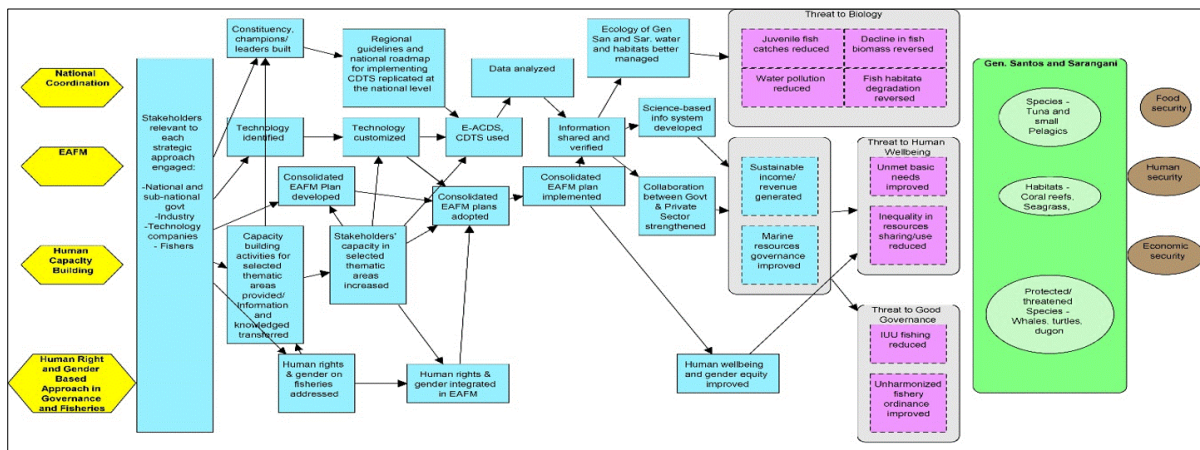 National
Coordination
EAFM
Human
Capacity
Building
Human Right
and Gender
Based
Approach in
Governance
and Fisheries
Stakeholders
relevant to
each
strategic
approach
engaged:
-National and
sub-national
govt
-Industry
-Technology
companies
- Fishers
Constituency,
champions/
leaders built
Technology
identified
Consolidated
EAFM Plan
developed
Capacity
building
activities for
selected
thematic
areas
provided/
Information
and
knowledged
transferred
Human rights
& gender on
fisheries
addressed
Regional
guidelines and
national
roadmap for
implementing
CDTS replicated
at the national
level
Technology
customized
Stakeholders'
capacity in
selected
thematic
areas
increased
Human rights &
gender integrated
in EAFM
Data analyzed
E-ACDS,
CDTS used
Consolidated
EAFM plans
adopted
Information
shared and
verified
Consolidated
EAFM plan
implemented
Ecology of Gen
San and Sar. water
and habitats better
managed
Science-based
info system
developed
Collaboration
between Govt
& Private
Sector
strengthened
Human wellbeing
and gender equity
improved
Threat to Biology
Juvenile fish
catches reduced
Decline in fish
biomass reversed
Water pollution
reduced
Fish habitate
degradation
reversed
Sustainable
income/
revenue
generated
Marine
resources
governance
improved
Threat to Human
Wellbeing
Unmet basic
needs
improved
Inequality in
resources
sharing/use
reduced
Threat to Good
Governance
IUU fishing
reduced
Unharmonized
fishery
ordinance
improved
Gen. Santos and Sarangani
Species -
Tuna and
small
Pelagics
Habitats -
Coral reefs,
Seagrass,
Protected/
threatened
Species -
Whales, turtles,
dugon
Food
security
Human
security
Economic
security